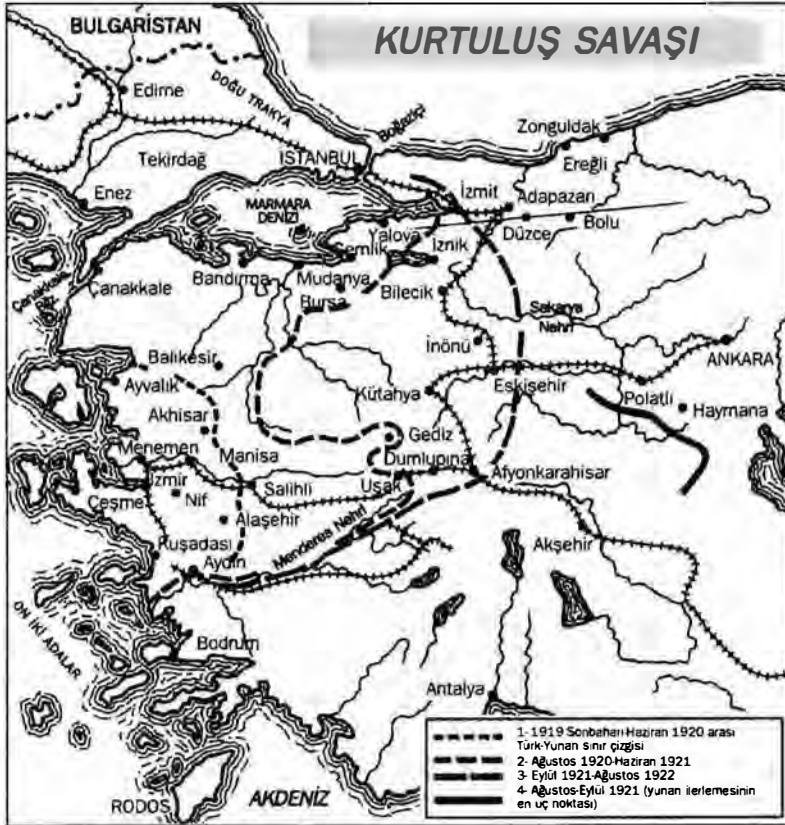 KURTULUŞ SAVAŞI
BULGARİSTAN
Edirne
DOĞU TRAKYA
Boğaziçi
Zonguldak
Ereğli
Tekirdağ
İSTANBUL
Enez
MARMARA
DENİZİ
İzmit
Adapazarı
Yalova
İznik
Düzce
Bolu
Semlik
Çanakkale
Çanakkale
Bandırma
Mudanya
Bursa
Bilecik
Sakarya
Nehri
İnönü
ANKARA
Balıkesir
Ayvalık
Kütahya
Eskişehir
Polatlı
Haymana
Akhisar
Gediz
Menemen
Manisa
Dumlupınar
İzmir
Uşak
Afyonkarahisar
Nif
Salihli
Çeşme
Alaşehir
Menderes Nehri
Kuşadası
Akşehir
Aydın
ON İKİ ADALAR
Bodrum
Antalya
RODOS
AKDENİZ
1- 1919 Sonbaharı-Haziran 1920 arası
Türk-Yunan sınır çizgisi
2- Ağustos 1920-Haziran 1921
3- Eylül 1921-Ağustos 1922
4- Ağustos-Eylül 1921 (yunan ilerlemesinin
en uç noktası)